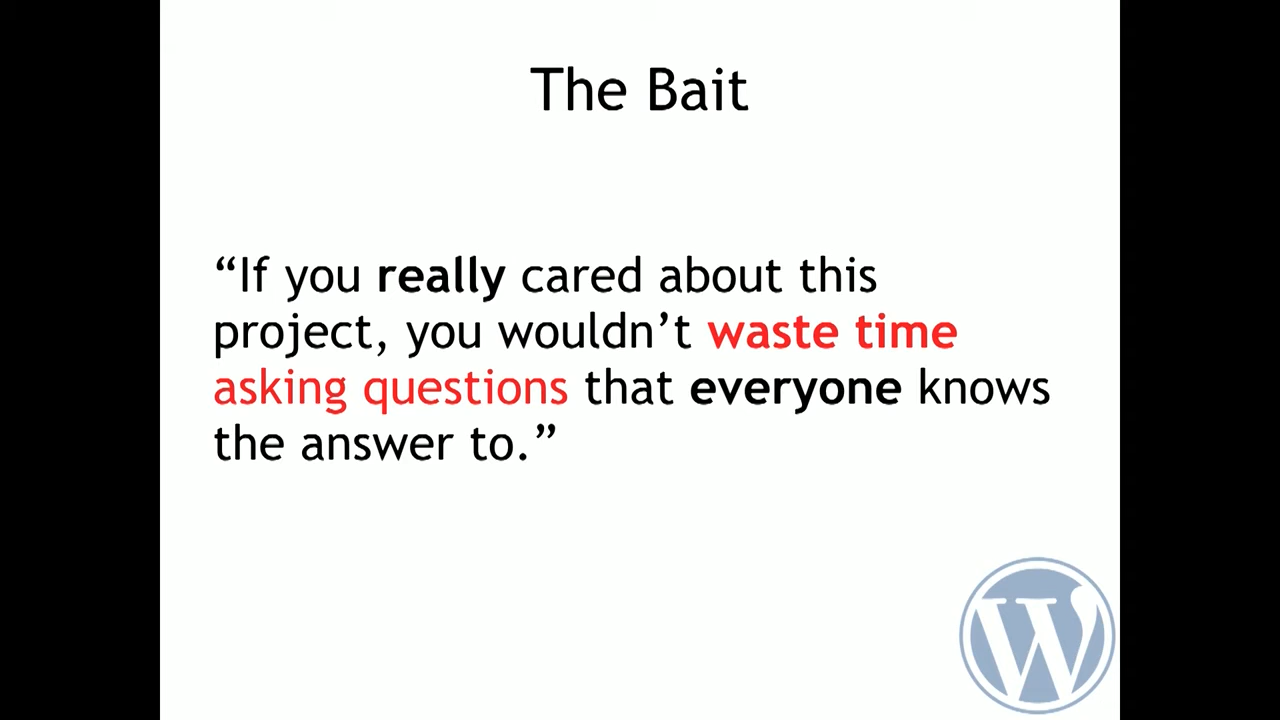 The Bait
“If you really cared about this
project, you wouldn’t waste time
asking questions that everyone knows
the answer to.”